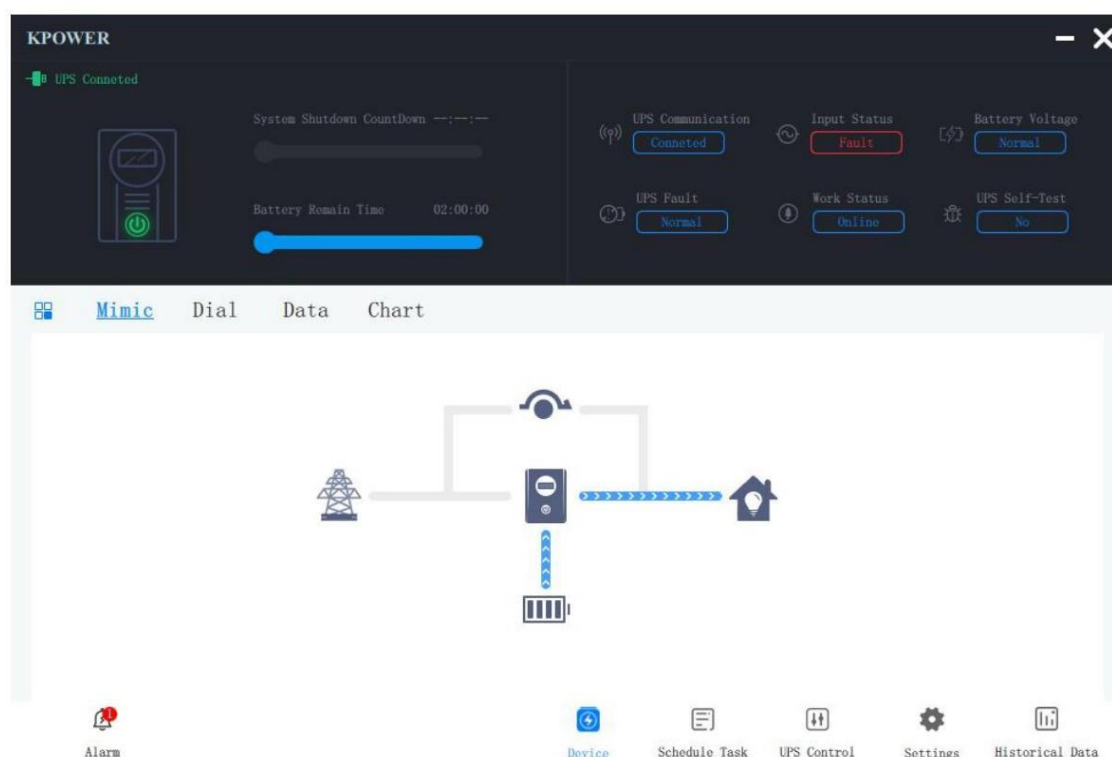 KPOWER
UPS Conneted
System Shutdown CountDown --:--:--
Battery Remain Time 02:00:00
UPS Communication
Conneted
Input Status
Fault
Battery Voltage
Normal
UPS Fault
Normal
Work Status
Online
UPS Self-Test
No
Mimic Dial Data Chart
1
Alarm
Device
Schedule Task
UPS Control
Settings
Historical Data